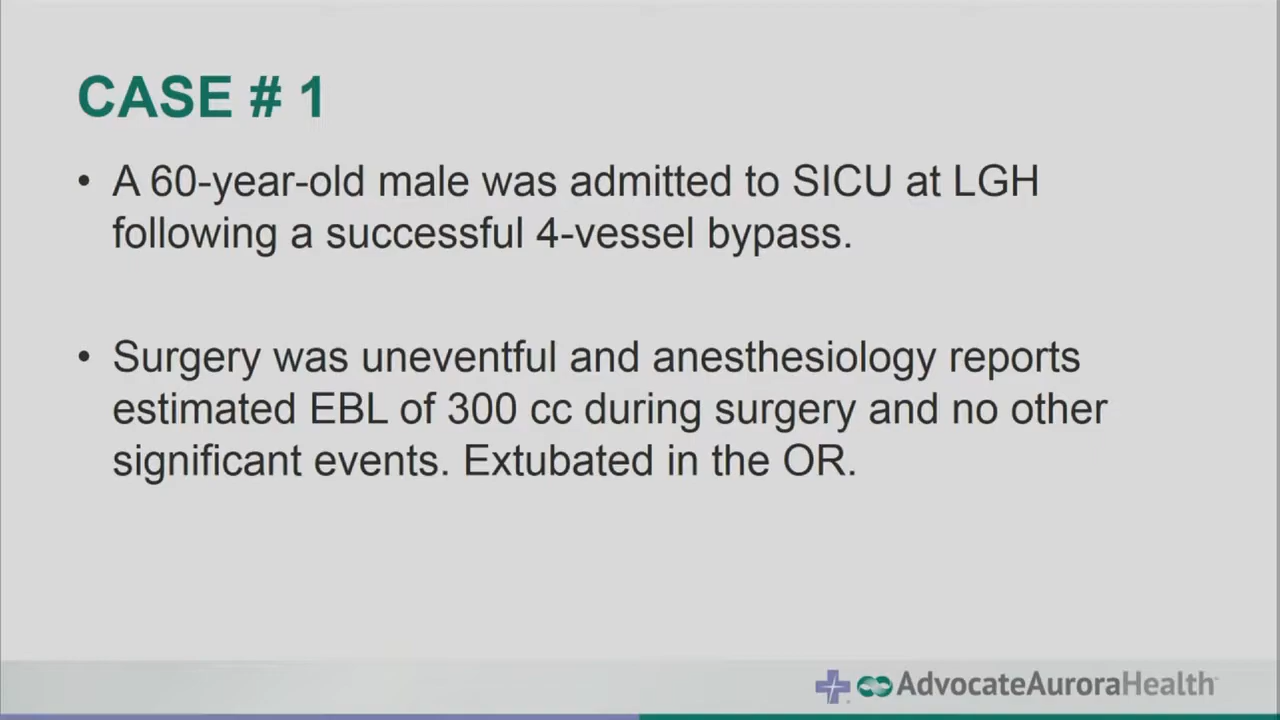 CASE # 1
• A 60-year-old male was admitted to SICU at LGH
following a successful 4-vessel bypass.
• Surgery was uneventful and anesthesiology reports
estimated EBL of 300 cc during surgery and no other
significant events. Extubated in the OR.
AdvocateAuroraHealth